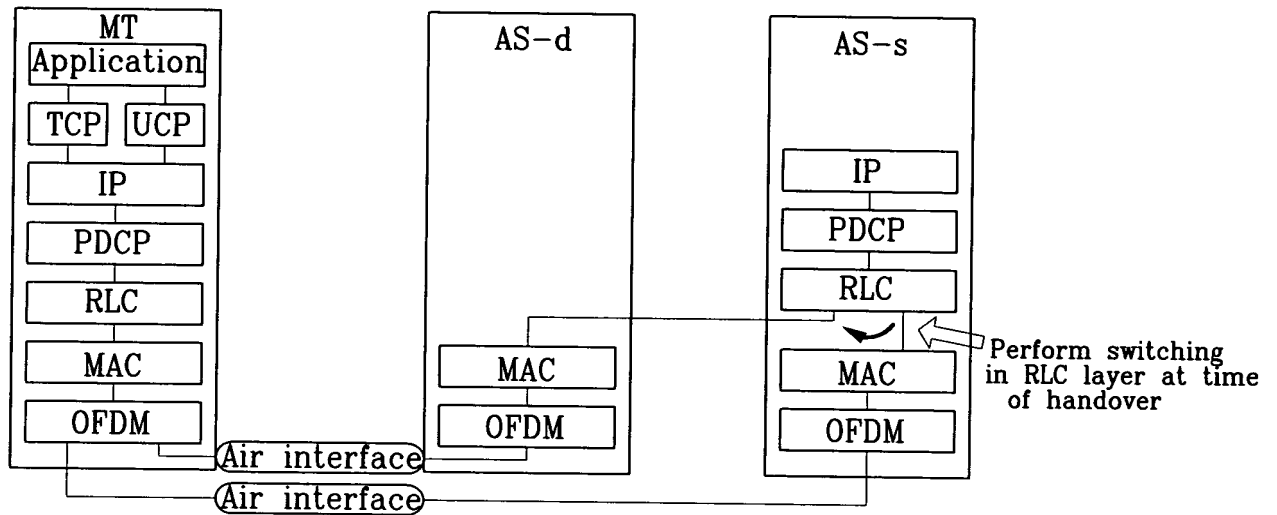 MT
Application
TCP
UCP
IP
PDCP
RLC
MAC
OFDM
AS-d
MAC
OFDM
AS-s
IP
PDCP
RLC
MAC
OFDM
Perform switching
in RLC layer at time
of handover
Air interface
Air interface